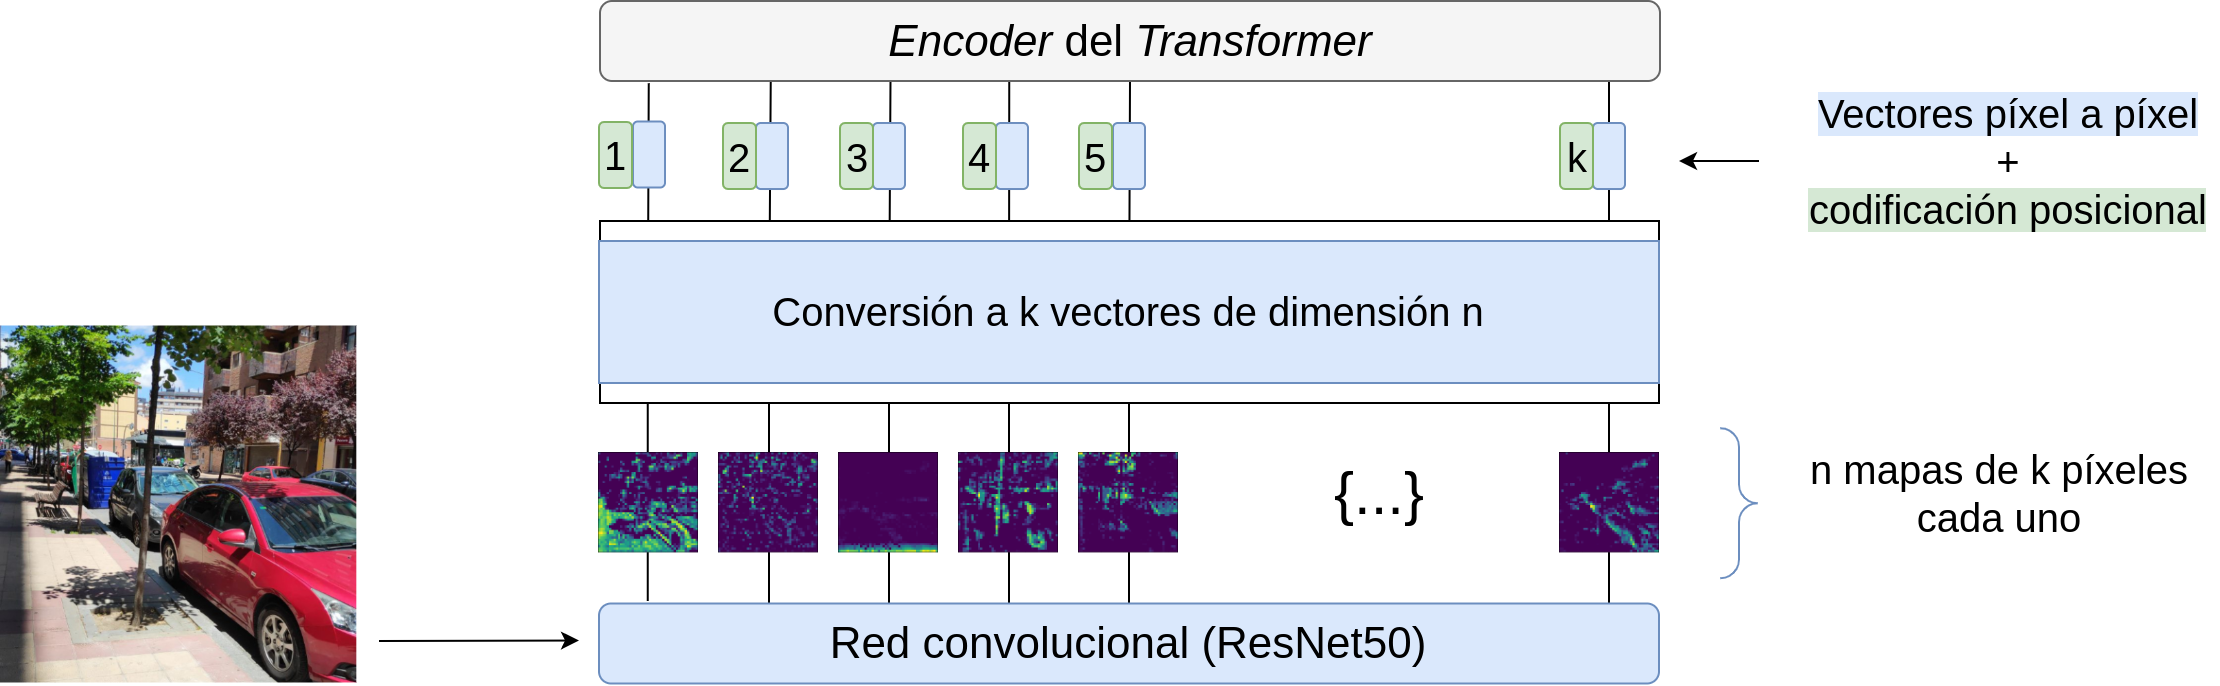 Encoder del Transformer
1 2 3 4 5 k
Vectores píxel a píxel
+
codificación posicional
Conversión a k vectores de dimensión n
{...}
n mapas de k píxeles
cada uno
Red convolucional (ResNet50)